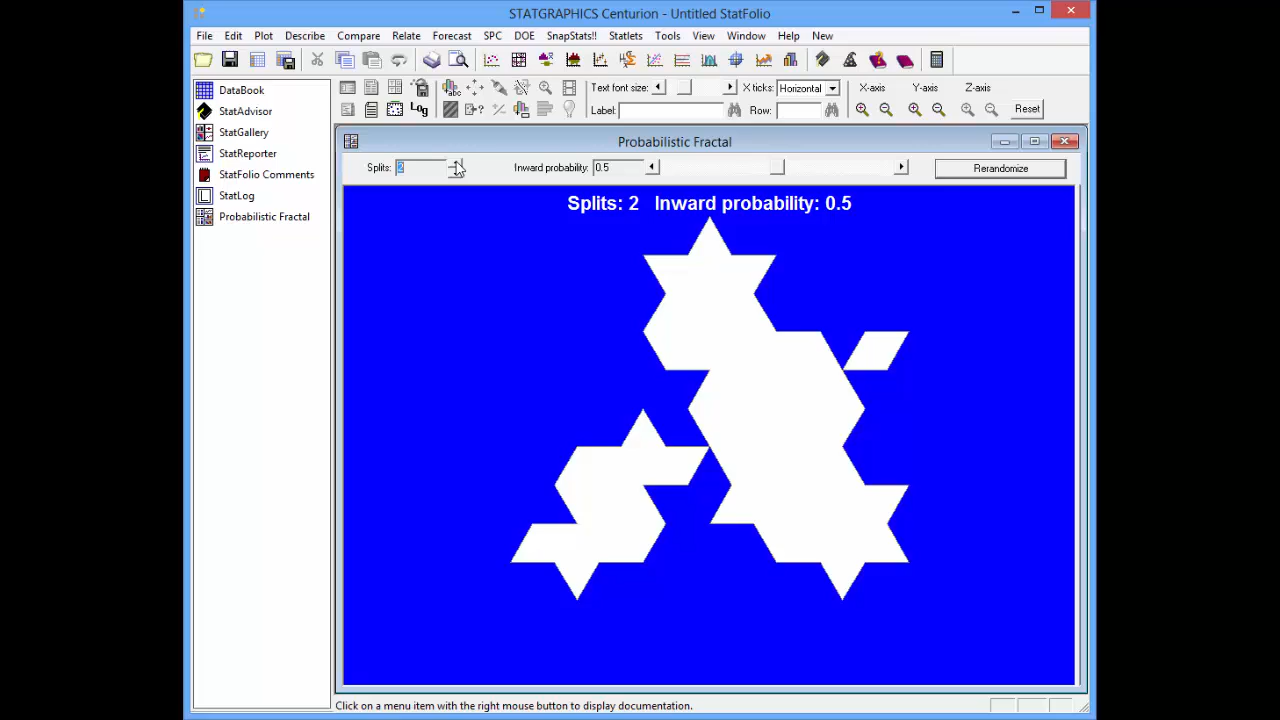 STATGRAPHICS Centurion - Untitled StatFolio
File Edit Plot Describe Compare Relate Forecast SPC DOE SnapStats!! Statlets Tools View Window Help New
Log Text font size: X ticks: Horizontal X-axis Y-axis Z-axis
Label: Row: Reset
DataBook
StatAdvisor
StatGallery
StatReporter
StatFolio Comments
StatLog
Probabilistic Fractal
Probabilistic Fractal
Splits: 2 Inward probability: 0.5 Rerandomize
Splits: 2 Inward probability: 0.5
Click on a menu item with the right mouse button to display documentation.